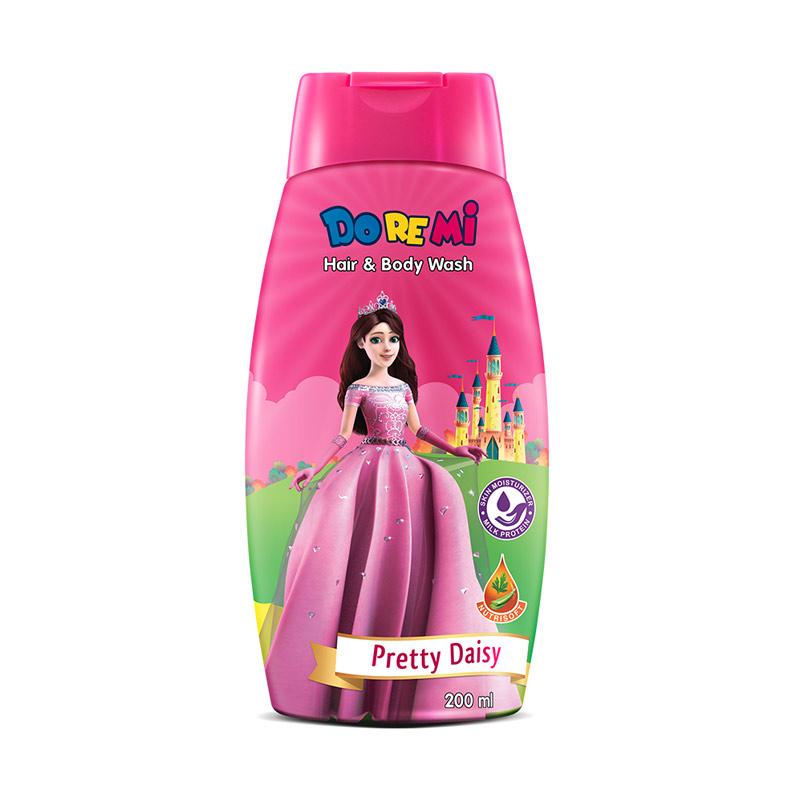 DO RE MI
Hair & Body Wash
SKIN MOISTURIZER
MILK PROTEIN
NUTRISOFT
Pretty Daisy
200 ml